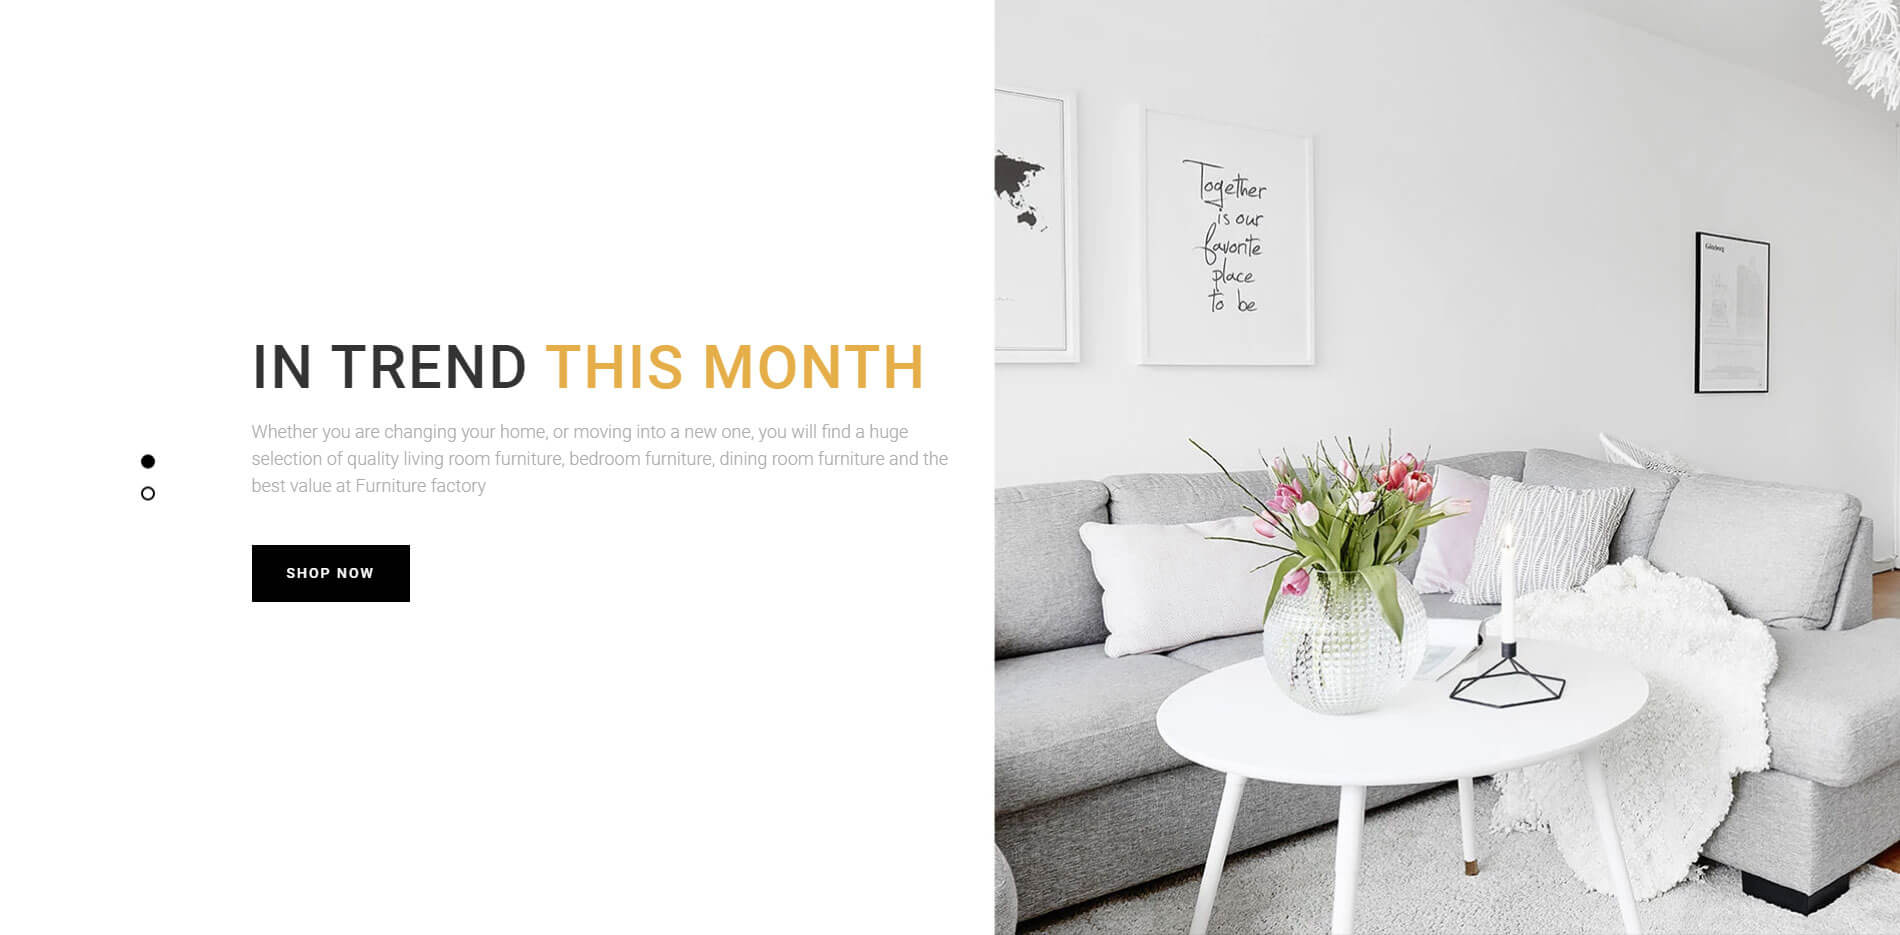 IN TREND THIS MONTH
Whether you are changing your home, or moving into a new one, you will find a huge
selection of quality living room furniture, bedroom furniture, dining room furniture and the
best value at Furniture factory
SHOP NOW
Together
is our
favorite
place
to be